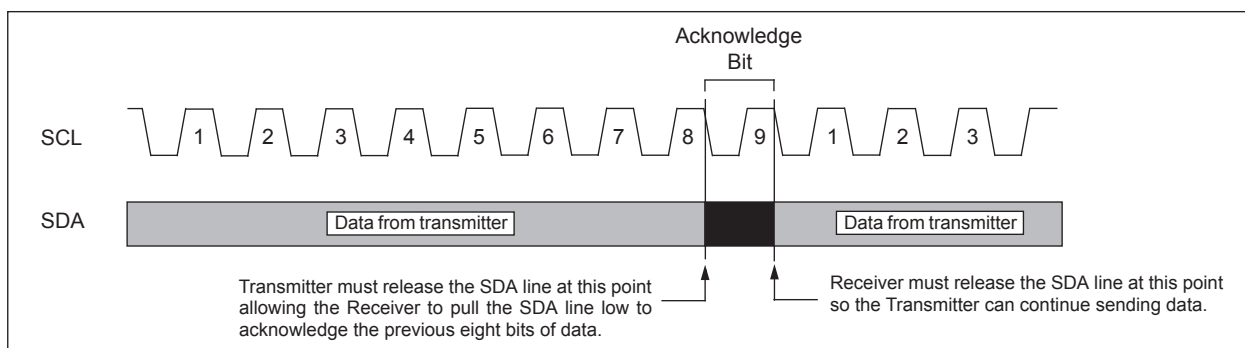 Acknowledge
Bit
SCL
1 2 3 4 5 6 7 8 9 1 2 3
SDA
Data from transmitter
Data from transmitter
Transmitter must release the SDA line at this point
allowing the Receiver to pull the SDA line low to
acknowledge the previous eight bits of data.
Receiver must release the SDA line at this point
so the Transmitter can continue sending data.